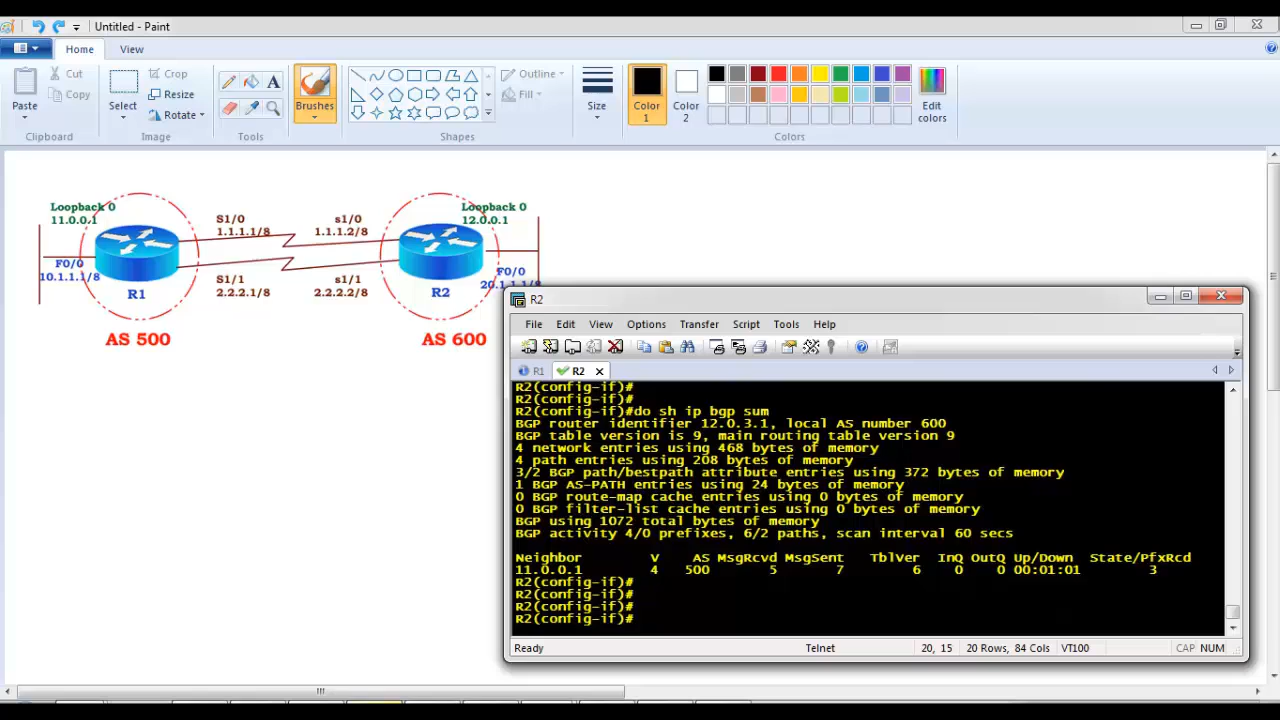 Untitled - Paint
Home
View
Paste
Cut
Copy
Clipboard
Select
Crop
Resize
Rotate
Image
A
Tools
Brushes
Outline
Fill
Shapes
Size
Color
1
Color
2
Edit
colors
Colors
Loopback 0
11.0.0.1
F0/0
10.1.1.1/8
R1
AS 500
S1/0
1.1.1.1/8
S1/1
2.2.2.1/8
s1/0
1.1.1.2/8
s1/1
2.2.2.2/8
Loopback 0
12.0.0.1
F0/0
20.1.1.1/8
R2
AS 600
R2
File Edit View Options Transfer Script Tools Help
R1
R2
R2(config-if)#
R2(config-if)#
R2(config-if)#do sh ip bgp sum
BGP router identifier 12.0.3.1, local AS number 600
BGP table version is 9, main routing table version 9
4 network entries using 468 bytes of memory
4 path entries using 208 bytes of memory
3/2 BGP path/bestpath attribute entries using 372 bytes of memory
1 BGP AS-PATH entries using 24 bytes of memory
0 BGP route-map cache entries using 0 bytes of memory
0 BGP filter-list cache entries using 0 bytes of memory
BGP using 1072 total bytes of memory
BGP activity 4/0 prefixes, 6/2 paths, scan interval 60 secs
Neighbor V AS MsgRcvd MsgSent TblVer InQ OutQ Up/Down State/PfxRcd
11.0.0.1 4 500 5 7 6 0 0 00:01:01 3
R2(config-if)#
R2(config-if)#
R2(config-if)#
R2(config-if)#
Ready Telnet 20, 15 20 Rows, 84 Cols VT100 CAP NUM